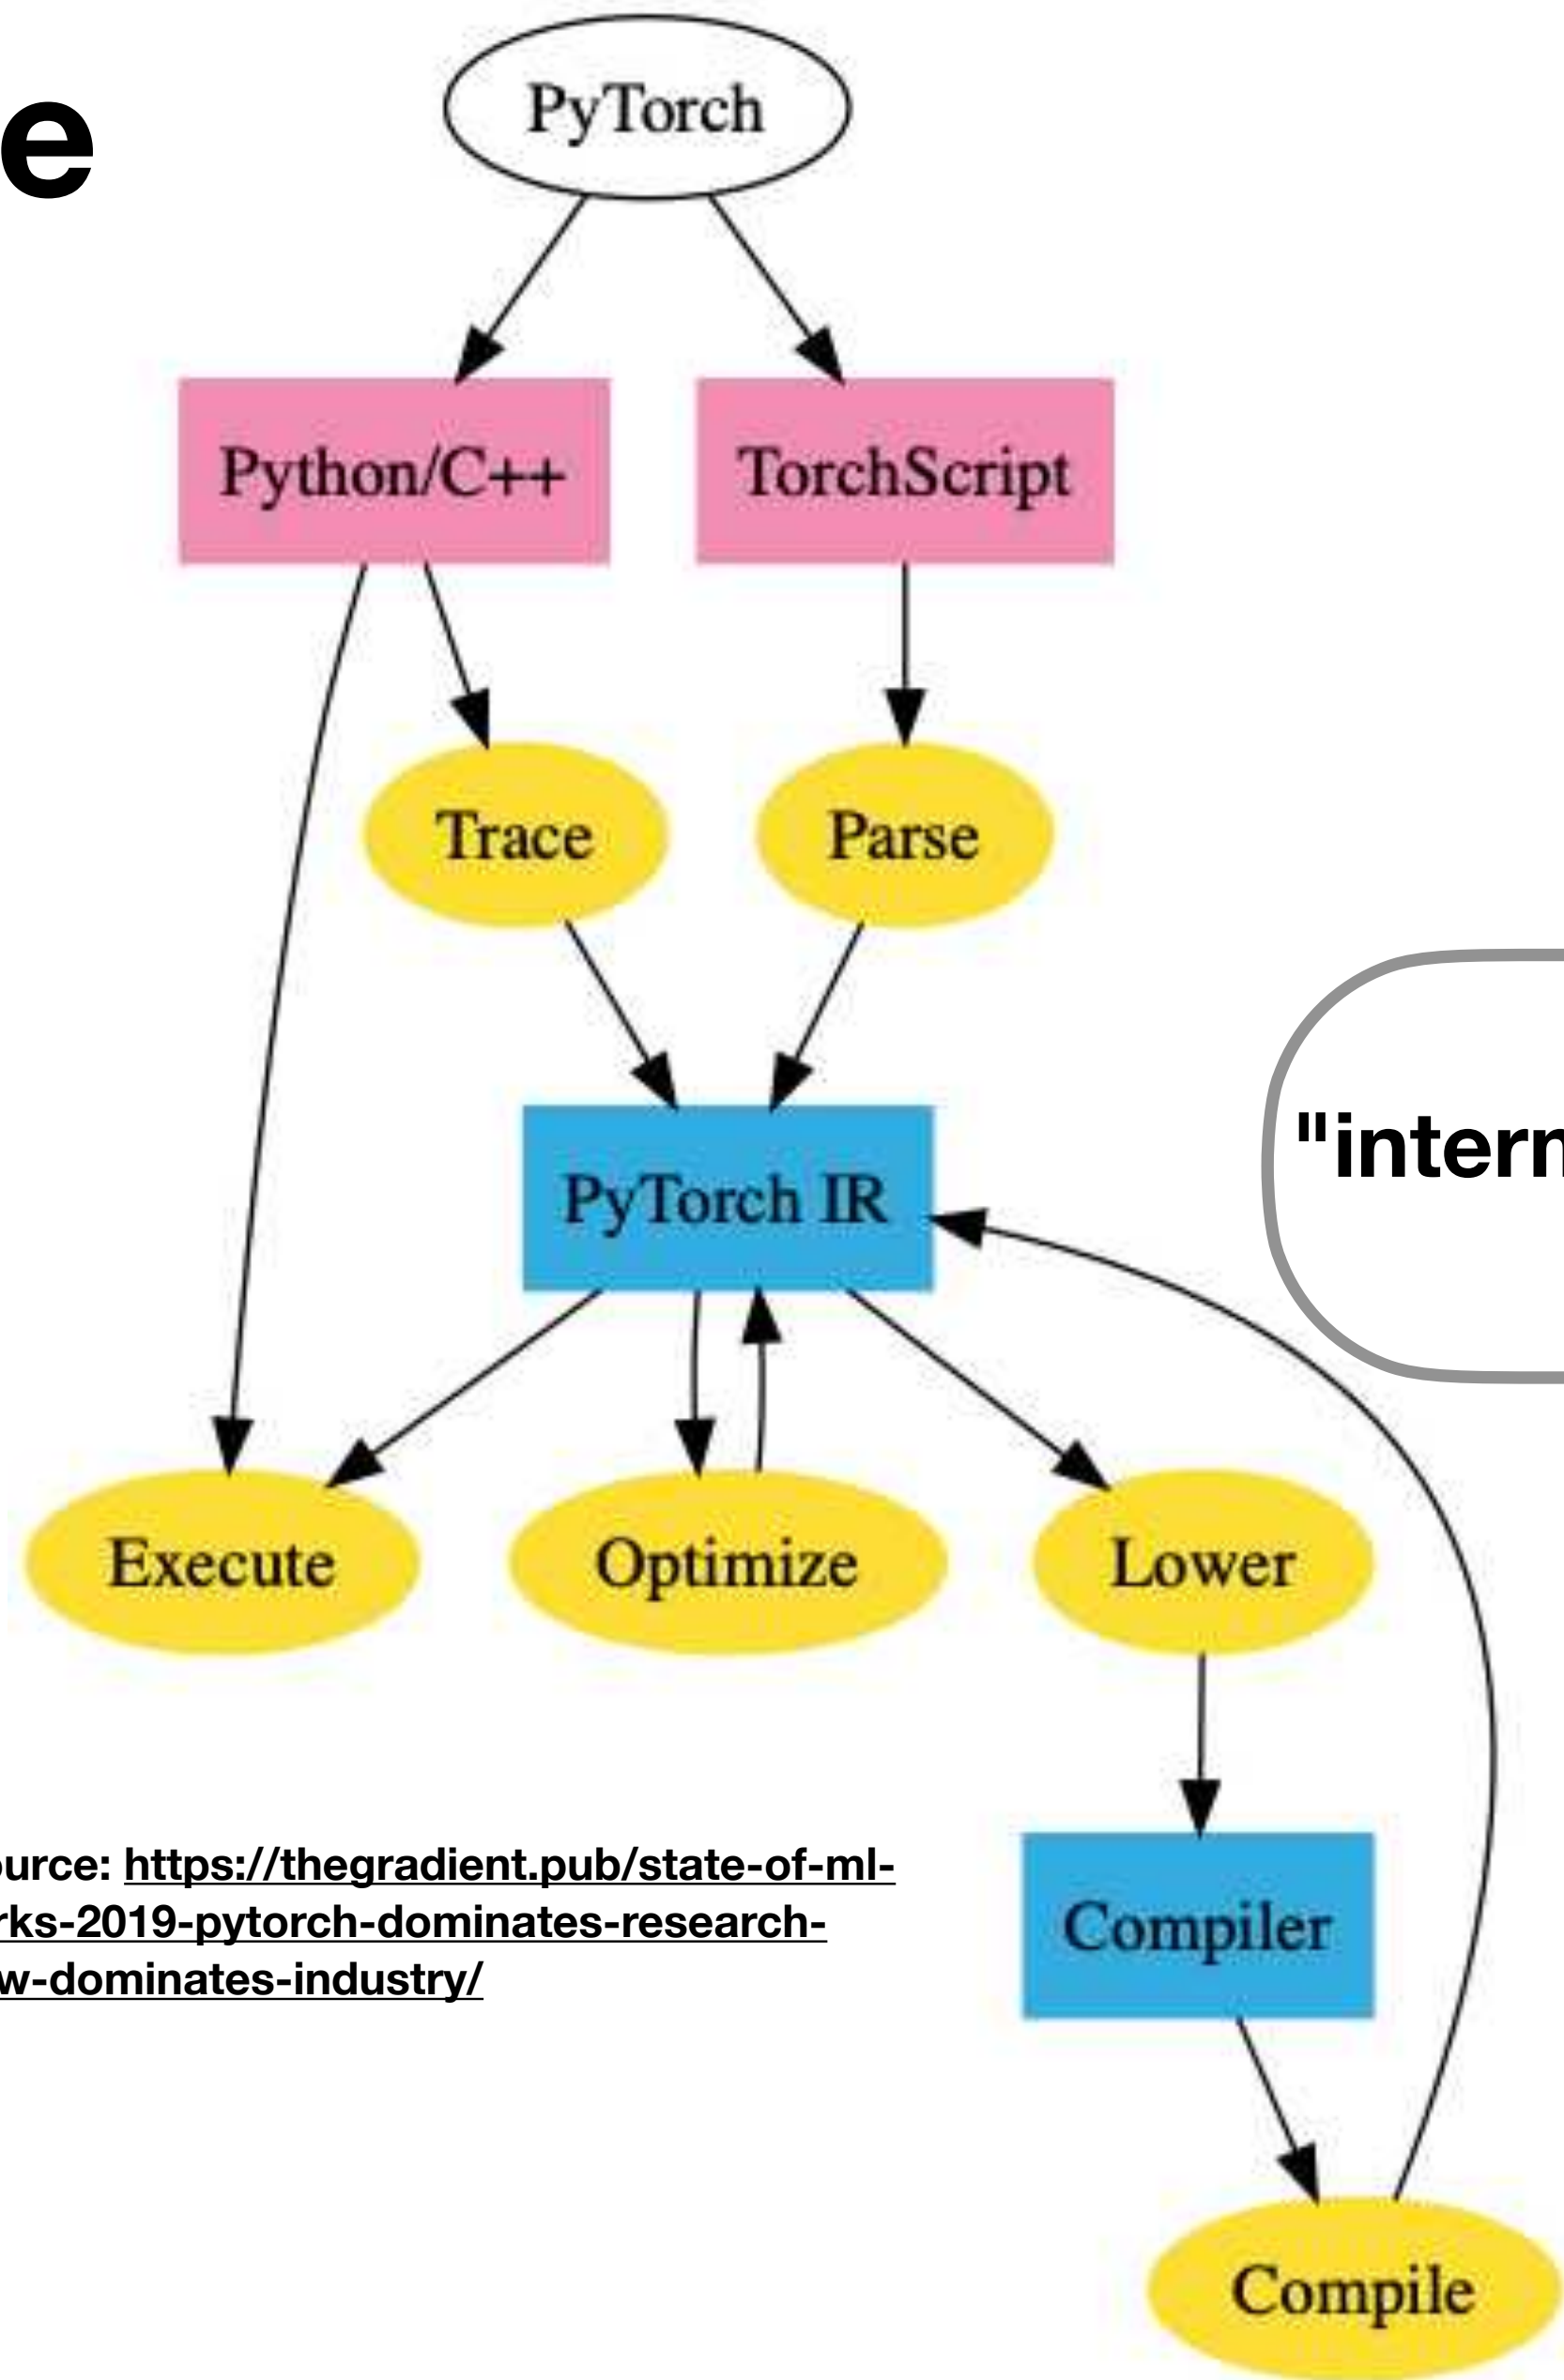 e
PyTorch
Python/C++
TorchScript
Trace
Parse
PyTorch IR
"intern
Execute
Optimize
Lower
ource: https://thegradient.pub/state-of-ml-
rks-2019-pytorch-dominates-research-
w-dominates-industry/
Compiler
Compile